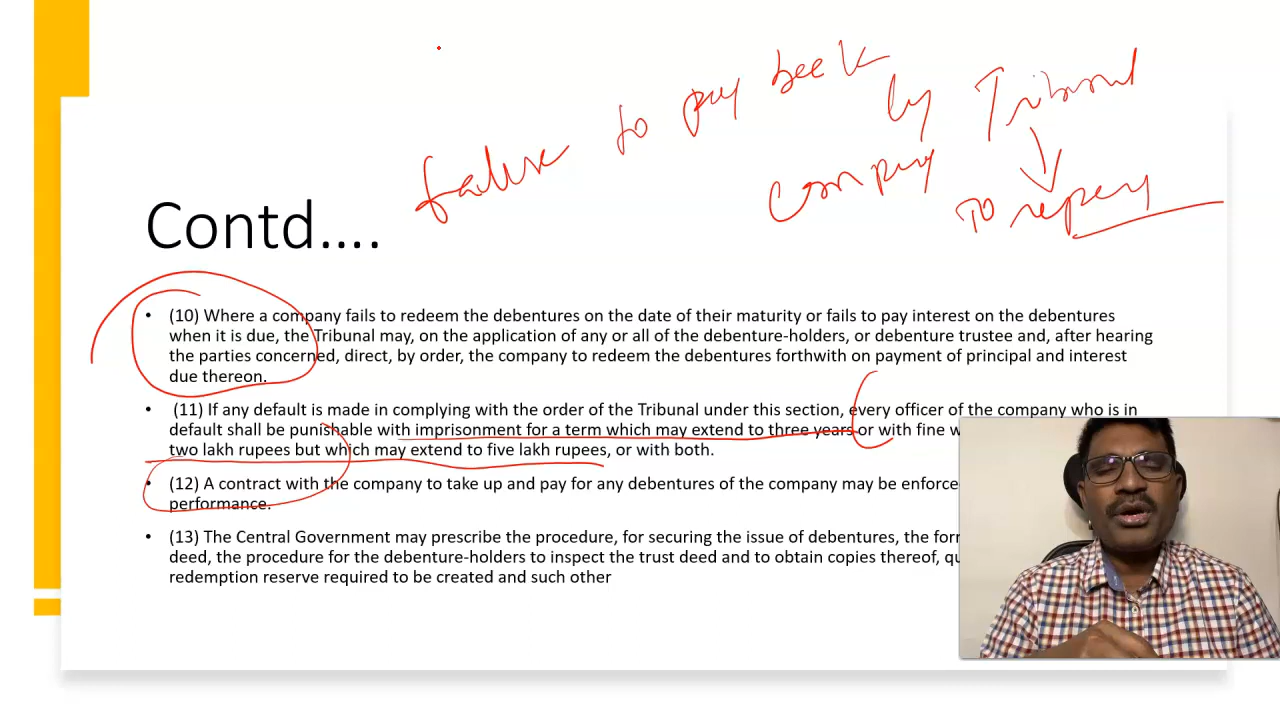 failure to pay back by Tribunal
company To repay
Contd....
• (10) Where a company fails to redeem the debentures on the date of their maturity or fails to pay interest on the debentures
when it is due, the Tribunal may, on the application of any or all of the debenture-holders, or debenture trustee and, after hearing
the parties concerned, direct, by order, the company to redeem the debentures forthwith on payment of principal and interest
due thereon.
• (11) If any default is made in complying with the order of the Tribunal under this section, every officer of the company who is in
default shall be punishable with imprisonment for a term which may extend to three years or with fine
two lakh rupees but which may extend to five lakh rupees, or with both.
• (12) A contract with the company to take up and pay for any debentures of the company may be
performance.
• (13) The Central Government may prescribe the procedure, for securing the issue of debentures, the
deed, the procedure for the debenture-holders to inspect the trust deed and to obtain copies thereof,
redemption reserve required to be created and such other